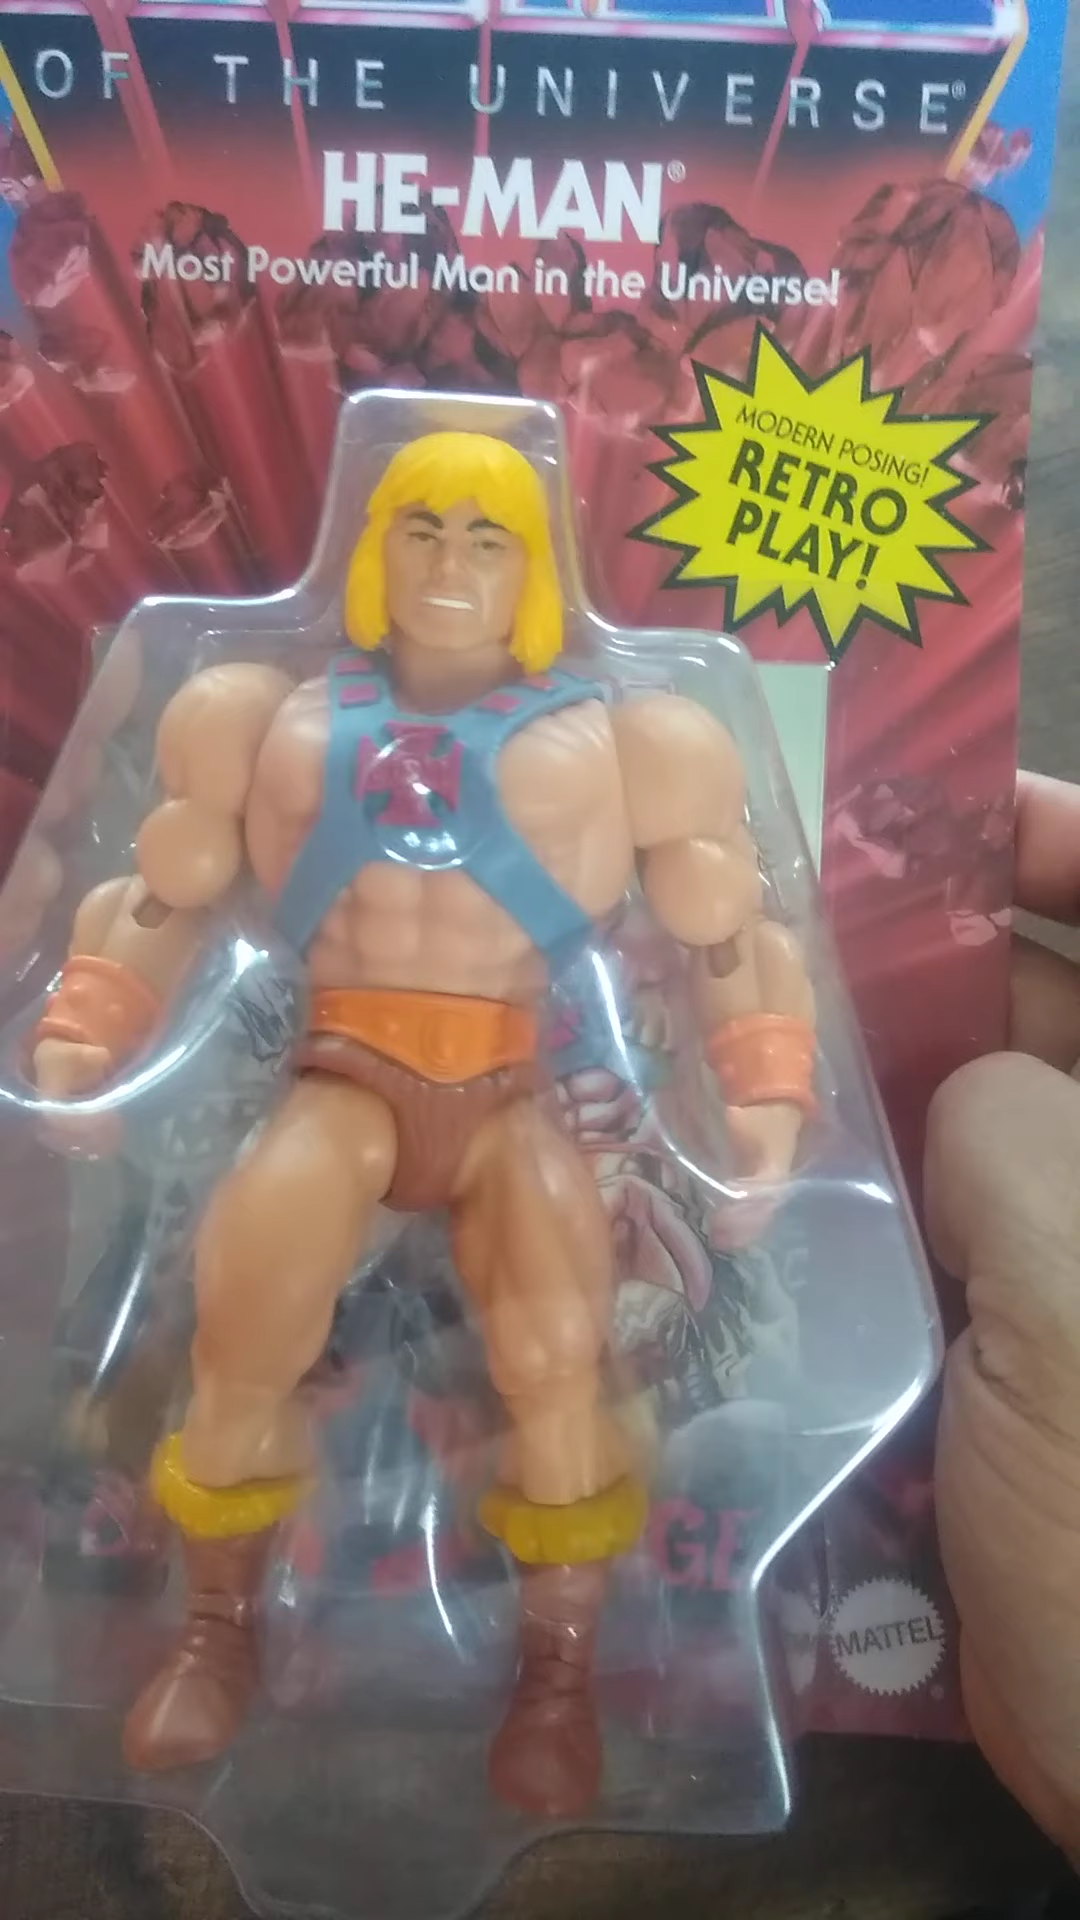 OF THE UNIVERSE®
HE-MAN®
Most Powerful Man in the Universe!
MODERN POSING!
RETRO
PLAY!
MATTEL